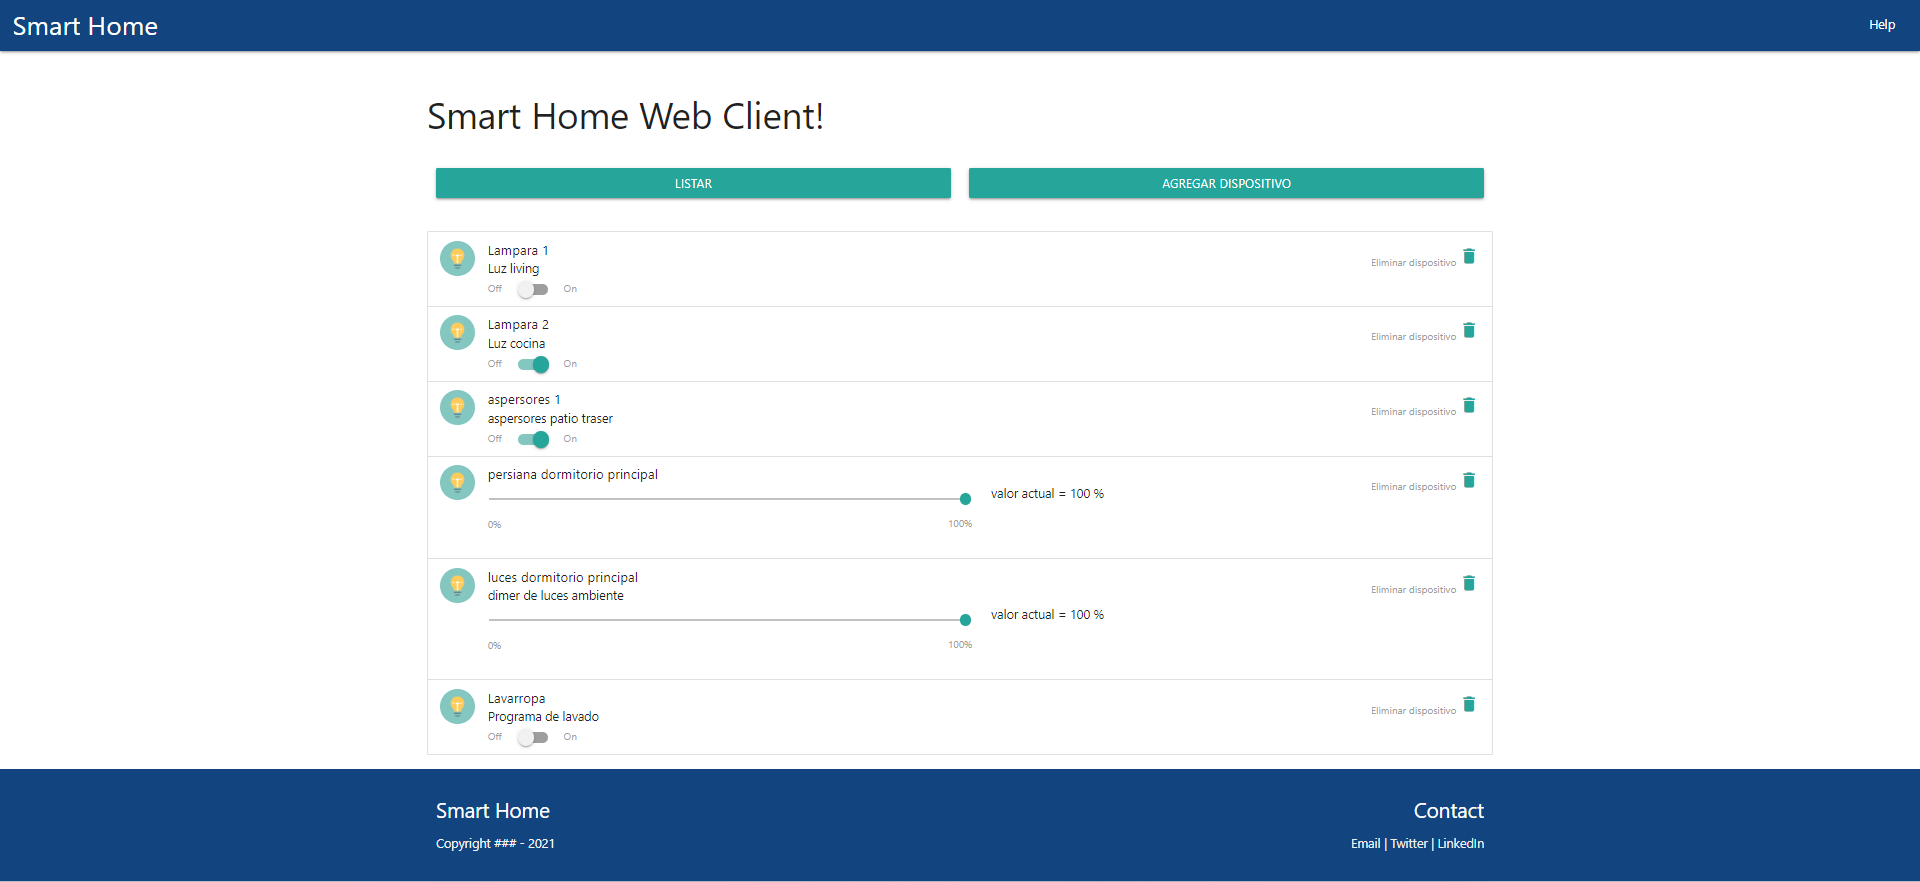 Smart Home
Help
Smart Home Web Client!
LISTAR
AGREGAR DISPOSITIVO
Lampara 1
Luz living
Off On
Eliminar dispositivo
Lampara 2
Luz cocina
Off On
Eliminar dispositivo
aspersores 1
aspersores patio traser
Off On
Eliminar dispositivo
persiana dormitorio principal
valor actual = 100 %
0% 100%
Eliminar dispositivo
luces dormitorio principal
dimer de luces ambiente
valor actual = 100 %
0% 100%
Eliminar dispositivo
Lavarropa
Programa de lavado
Off On
Eliminar dispositivo
Smart Home
Copyright ### - 2021
Contact
Email | Twitter | LinkedIn